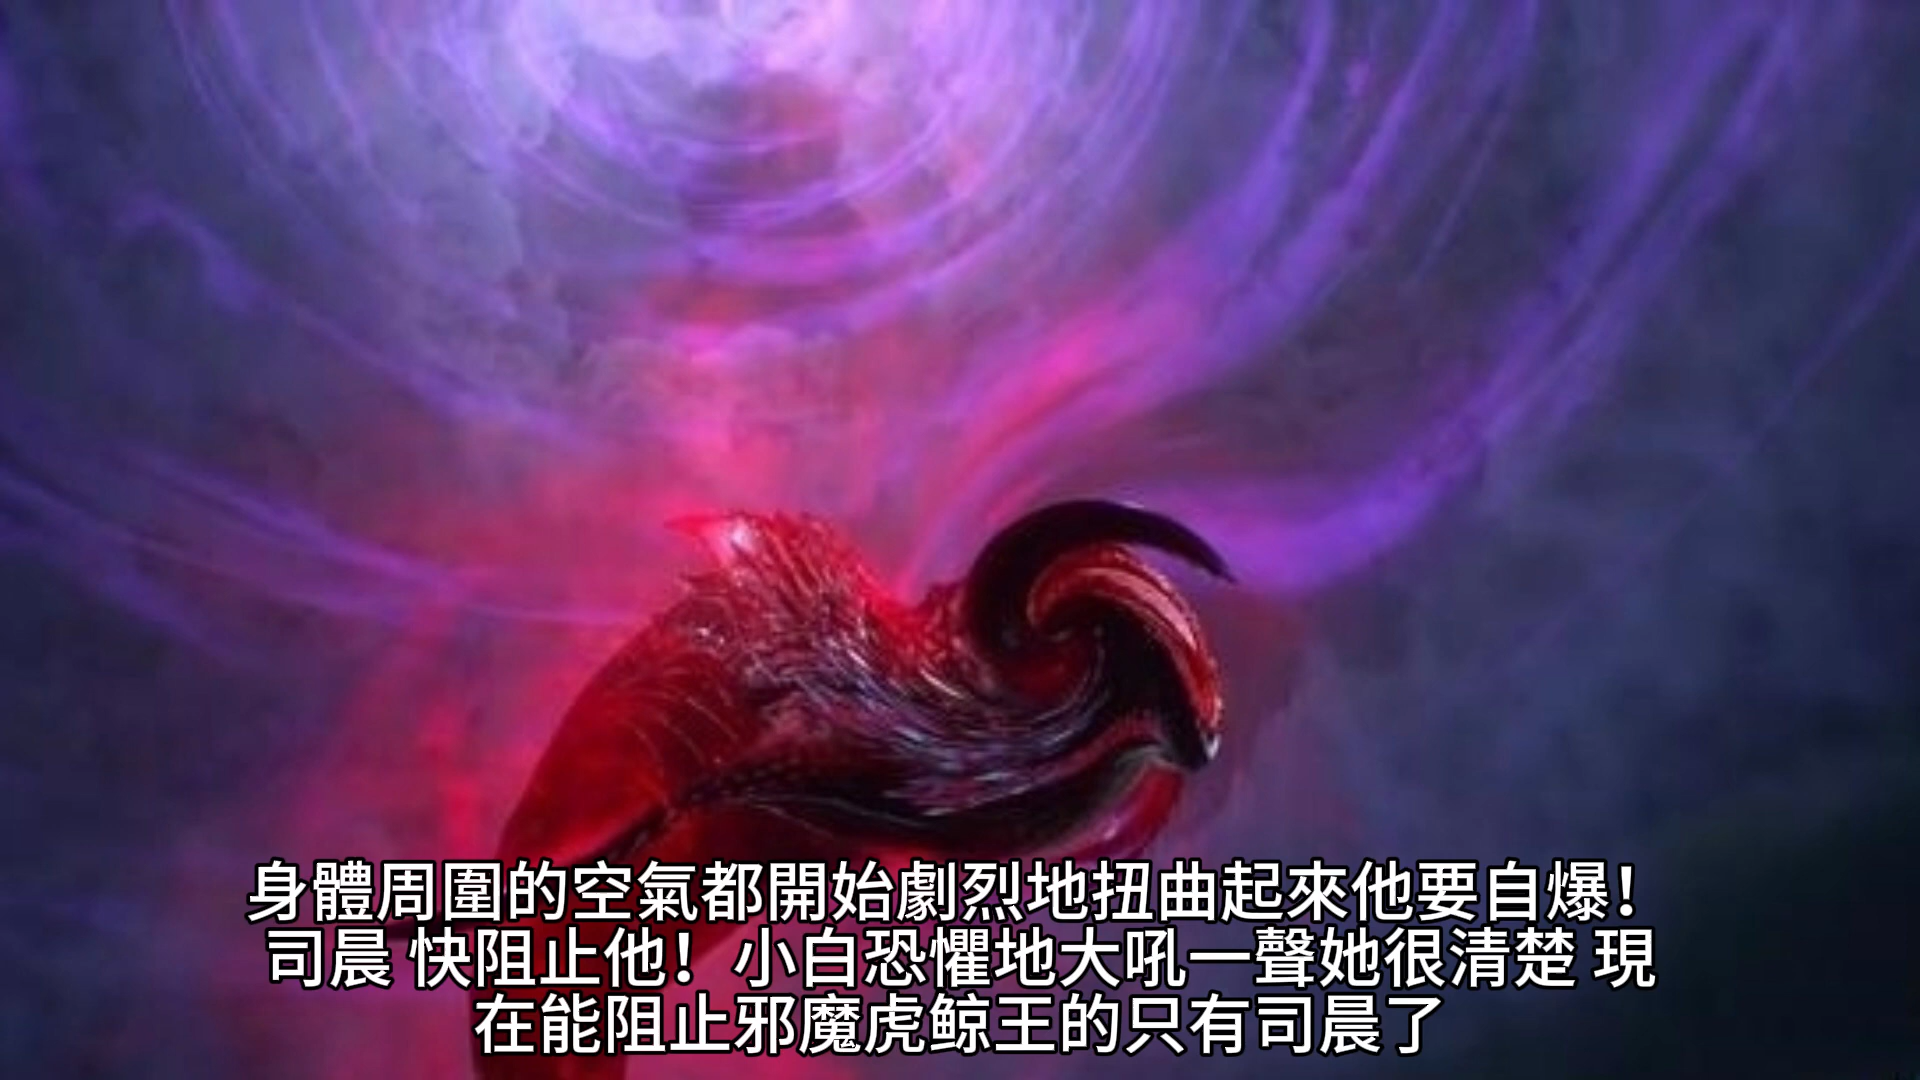 身體周圍的空氣都開始劇烈地扭曲起來他要自爆！
司晨 快阻止他！小白恐懼地大吼一聲她很清楚 現
在能阻止邪魔虎鲸王的只有司晨了